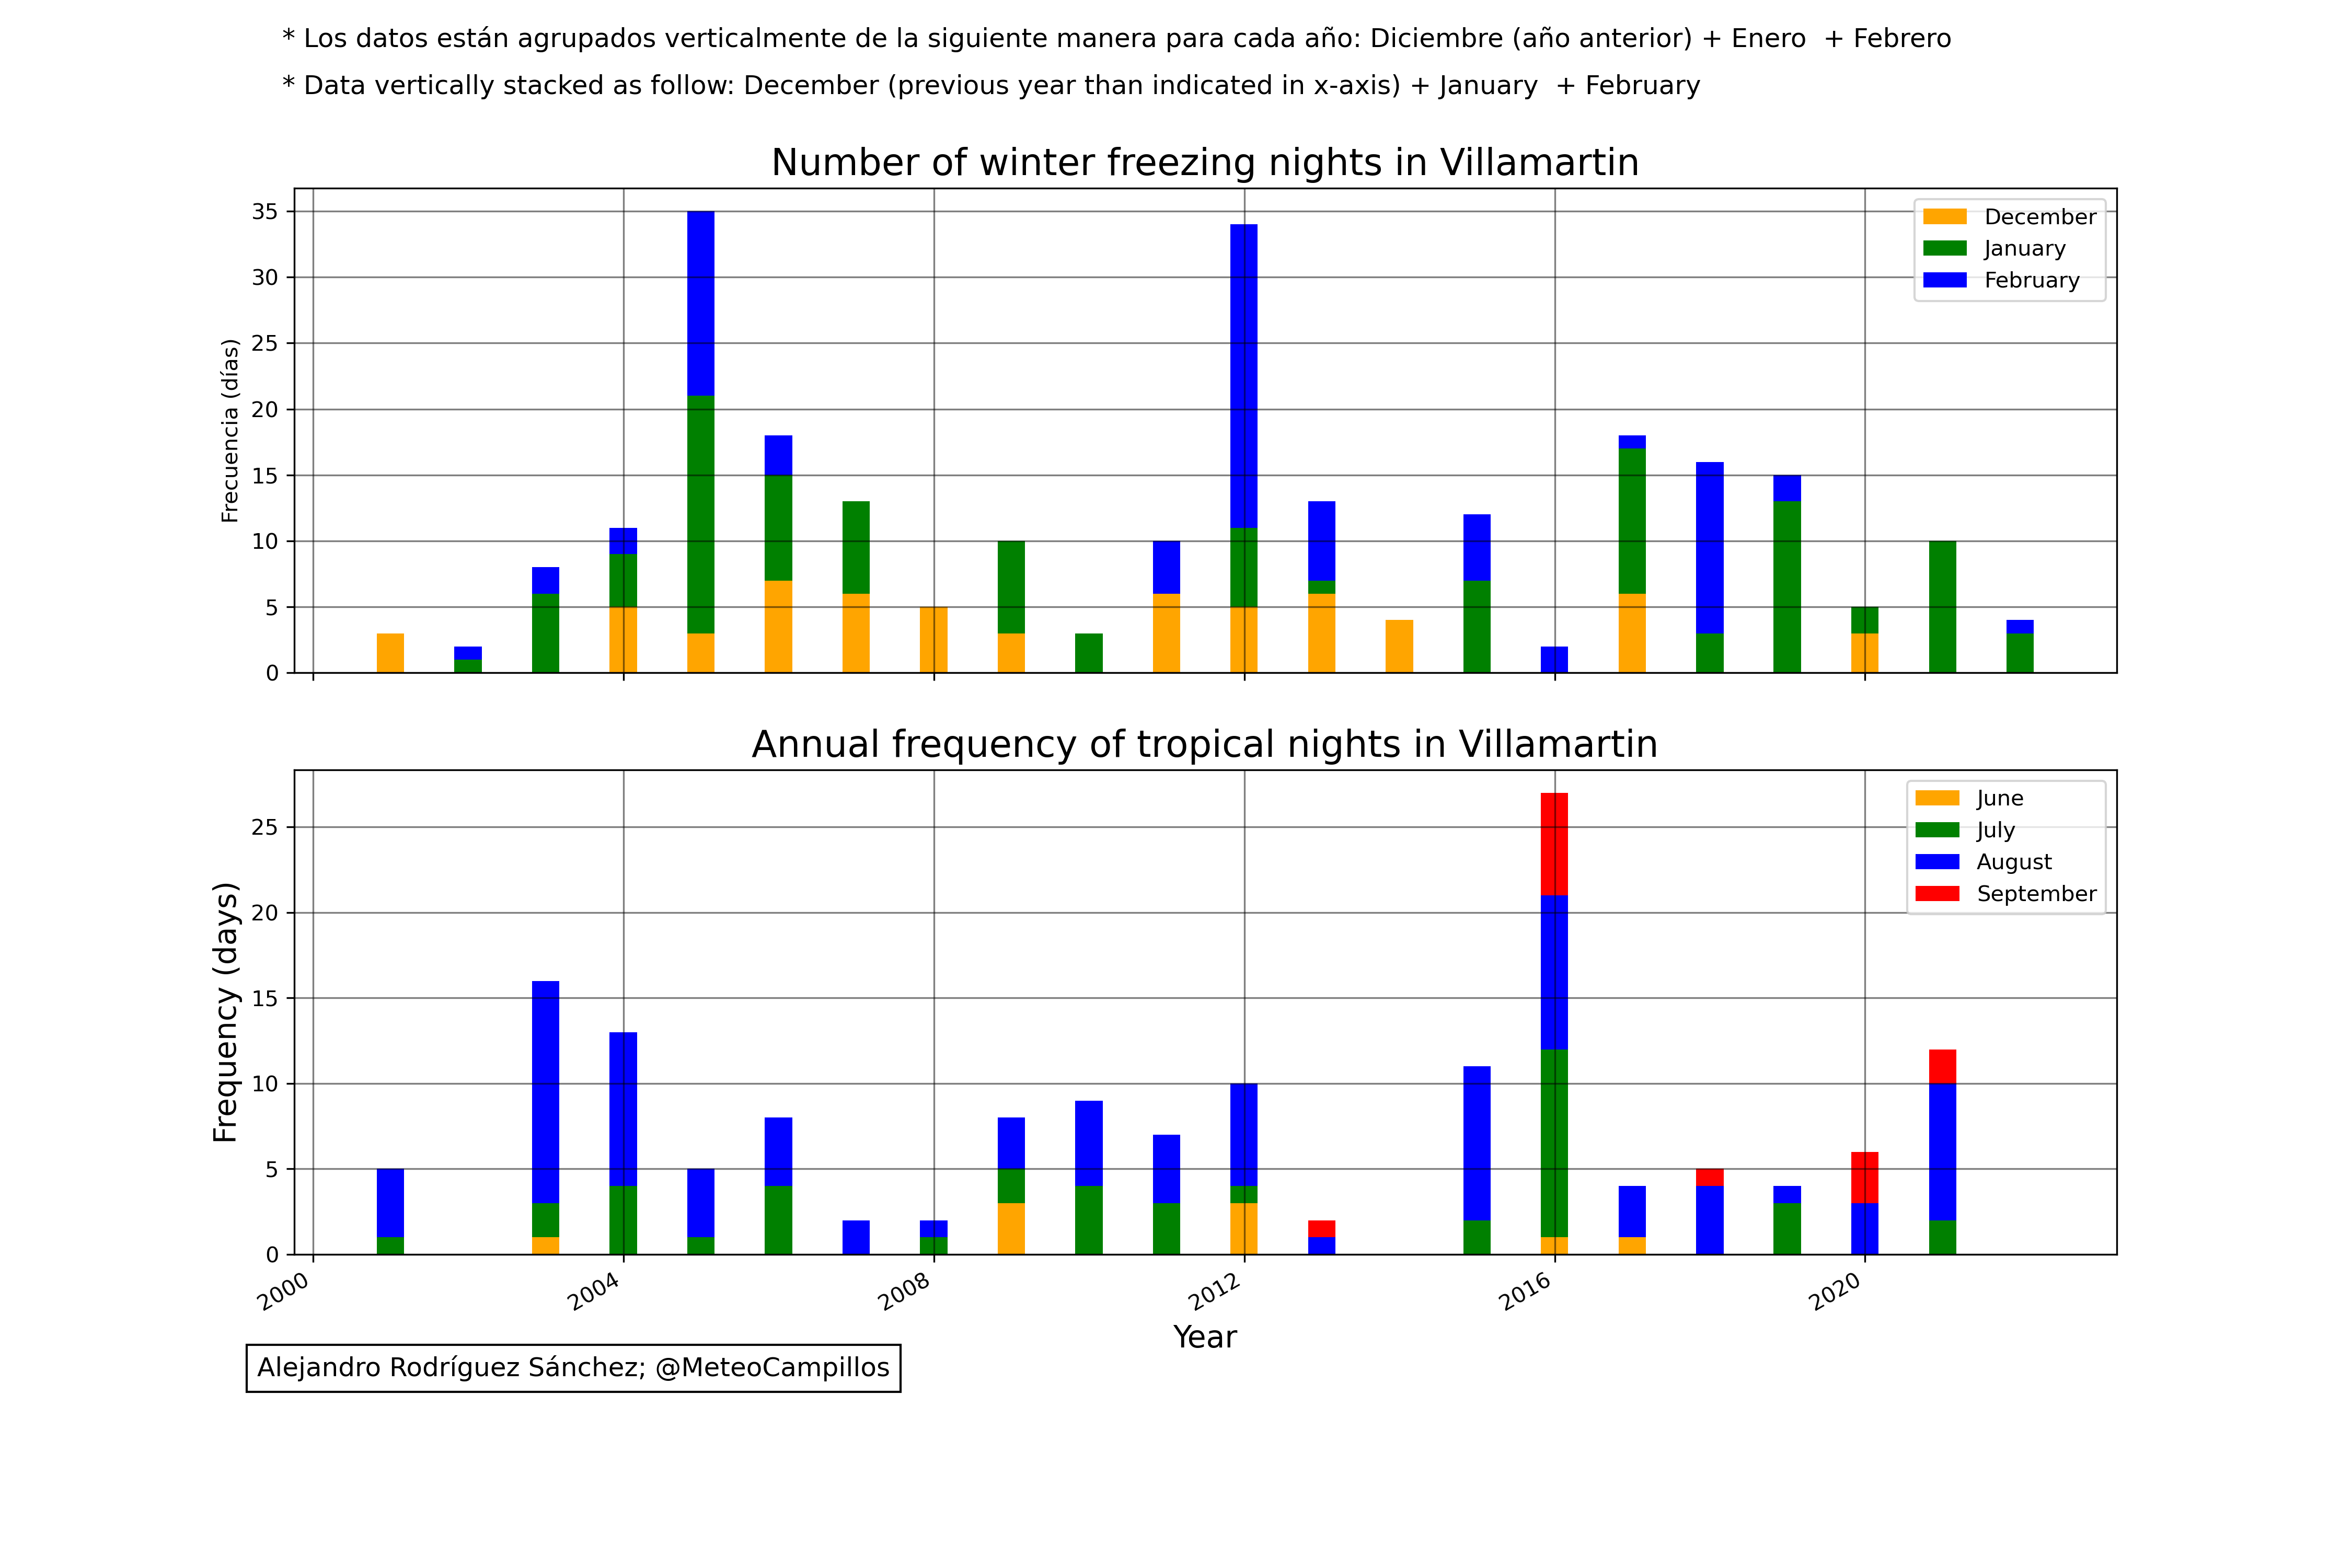 * Los datos están agrupados verticalmente de la siguiente manera para cada año: Diciembre (año anterior) + Enero  + Febrero
* Data vertically stacked as follow: December (previous year than indicated in x-axis) + January  + February
Number of winter freezing nights in Villamartin
Frecuencia (días)
35
30
25
20
15
10
5
0
December
January
February
Annual frequency of tropical nights in Villamartin
Frequency (days)
25
20
15
10
5
0
June
July
August
September
2000
2004
2008
2012
2016
2020
Year
Alejandro Rodríguez Sánchez; @MeteoCampillos